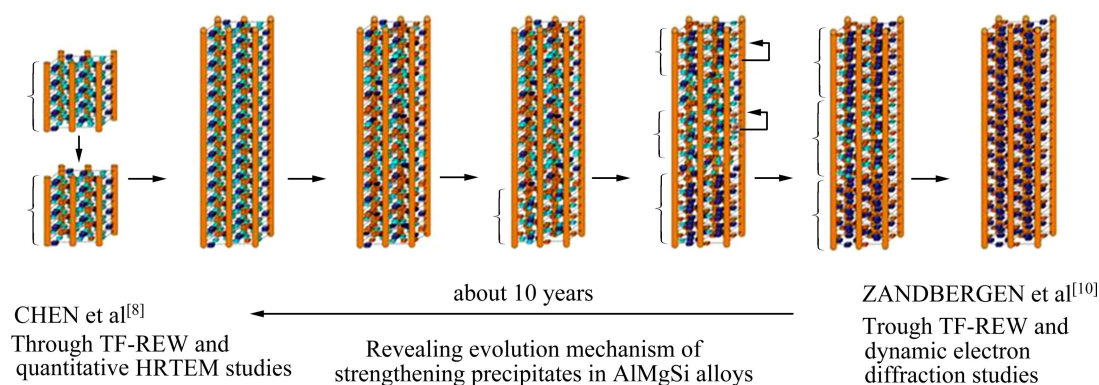 about 10 years
CHEN et al[8]
Through TF-REW and
quantitative HRTEM studies
Revealing evolution mechanism of
strengthening precipitates in AlMgSi alloys
ZANDBERGEN et al[10]
Trough TF-REW and
dynamic electron
diffraction studies